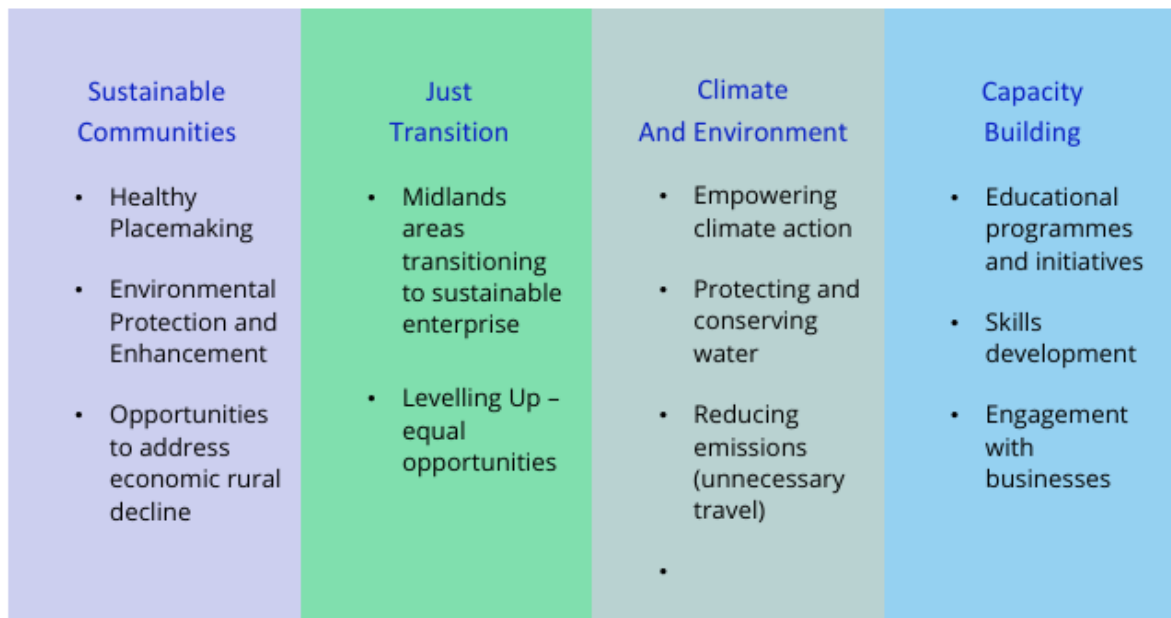 Sustainable
Communities
• Healthy
Placemaking
• Environmental
Protection and
Enhancement
• Opportunities
to address
economic rural
decline
Just
Transition
• Midlands
areas
transitioning
to sustainable
enterprise
• Levelling Up –
equal
opportunities
Climate
And Environment
• Empowering
climate action
• Protecting and
conserving
water
• Reducing
emissions
(unnecessary
travel)
•
Capacity
Building
• Educational
programmes
and initiatives
• Skills
development
• Engagement
with
businesses